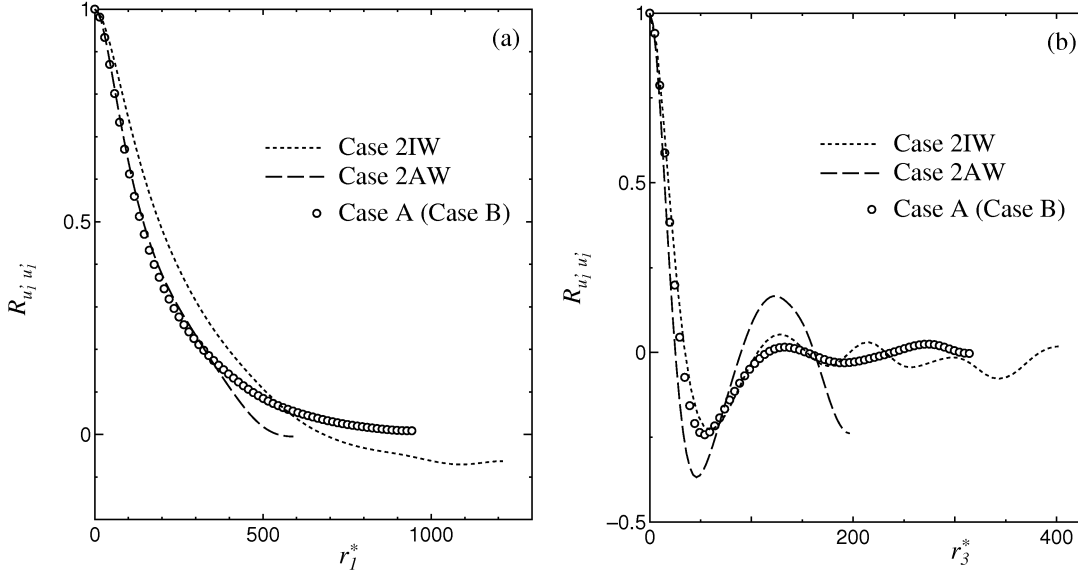 1
(a)
Case 2IW
Case 2AW
Case A (Case B)
0.5
0
R_{u_1' u_1'}
0 500 1000
r_1^*
1
(b)
Case 2IW
Case 2AW
Case A (Case B)
0.5
0
−0.5
R_{u_1' u_1'}
0 200 400
r_3^*